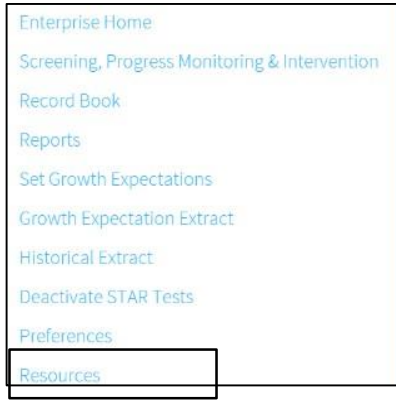 Enterprise Home
Screening, Progress Monitoring & Intervention
Record Book
Reports
Set Growth Expectations
Growth Expectation Extract
Historical Extract
Deactivate STAR Tests
Preferences
Resources